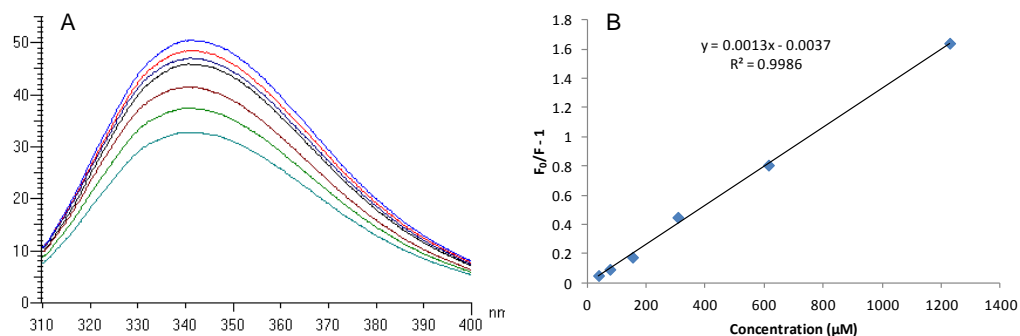 A
50
40
30
20
10
0
310 320 330 340 350 360 370 380 390 400 nm
B
y = 0.0013x - 0.0037
R² = 0.9986
F₀/F - 1
1.8
1.6
1.4
1.2
1
0.8
0.6
0.4
0.2
0
0 200 400 600 800 1000 1200 1400
Concentration (µM)